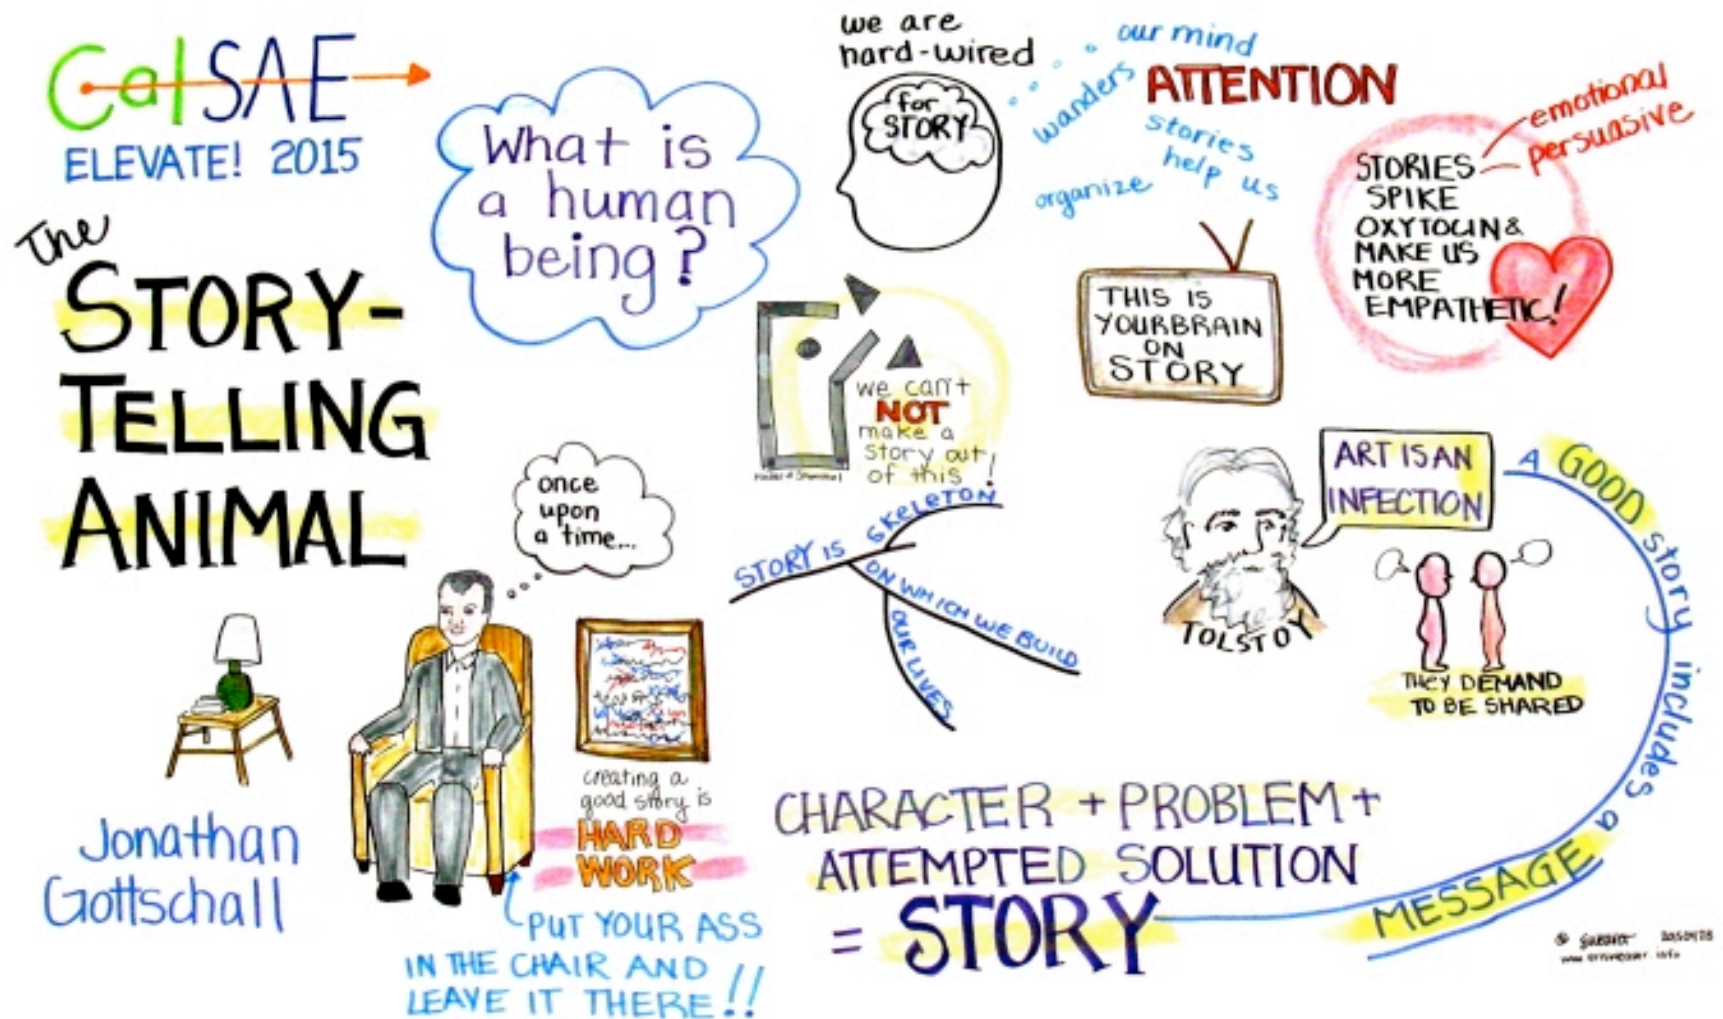 CalSAE
ELEVATE! 2015
The
STORY-
TELLING
ANIMAL
Jonathan
Gottschall
What is
a human
being?
we are
hard-wired
for
STORY
our mind
wanders
ATTENTION
stories
help us
organize
STORIES
SPIKE
OXYTOCIN &
MAKE US
MORE
EMPATHETIC!
emotional
persuasive
THIS IS
YOUR BRAIN
ON
STORY
we can't
NOT
make a
story out
of this!
once
upon
a time...
STORY IS
SKELETON
ON WHICH WE BUILD
OUR LIVES
ART IS AN
INFECTION
TOLSTOY
THEY DEMAND
TO BE SHARED
creating a
good story is
HARD
WORK
PUT YOUR ASS
IN THE CHAIR AND
LEAVE IT THERE!!
CHARACTER + PROBLEM +
ATTEMPTED SOLUTION
= STORY
A GOOD story includes a
MESSAGE